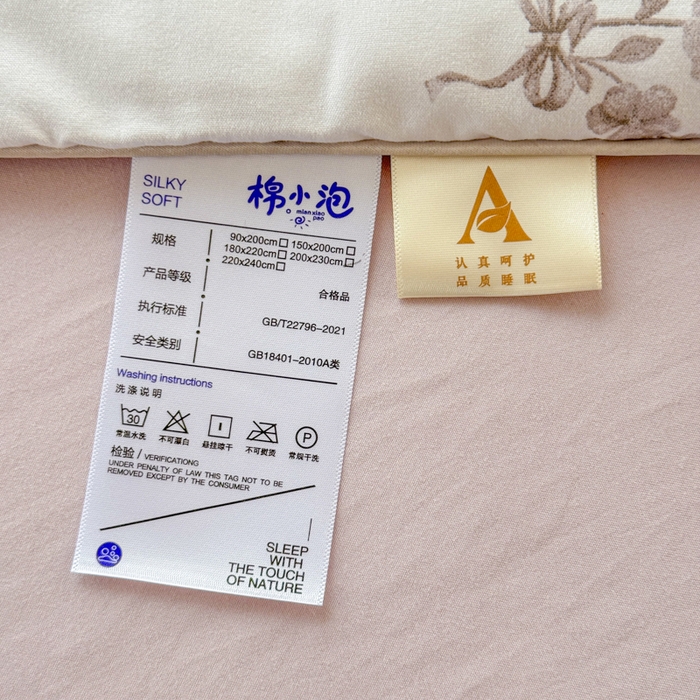 SILKY
SOFT
棉小泡
mianxiao
pao
规格
90x200cm□ 150x200cm□
180x220cm□ 200x230cm☑
220x240cm□
产品等级
合格品
执行标准
GB/T22796-2021
安全类别
GB18401-2010A类
Washing instructions
洗涤说明
30
P
常温水洗 不可漂白 悬挂晾干 不可熨烫 常规干洗
检验 / VERIFICATIONG
UNDER PENALTY OF LAW THIS TAG NOT TO BE
REMOVED EXCEPT BY THE CONSUMER
SLEEP
WITH
THE TOUCH
OF NATURE
A
认真呵护
品质睡眠